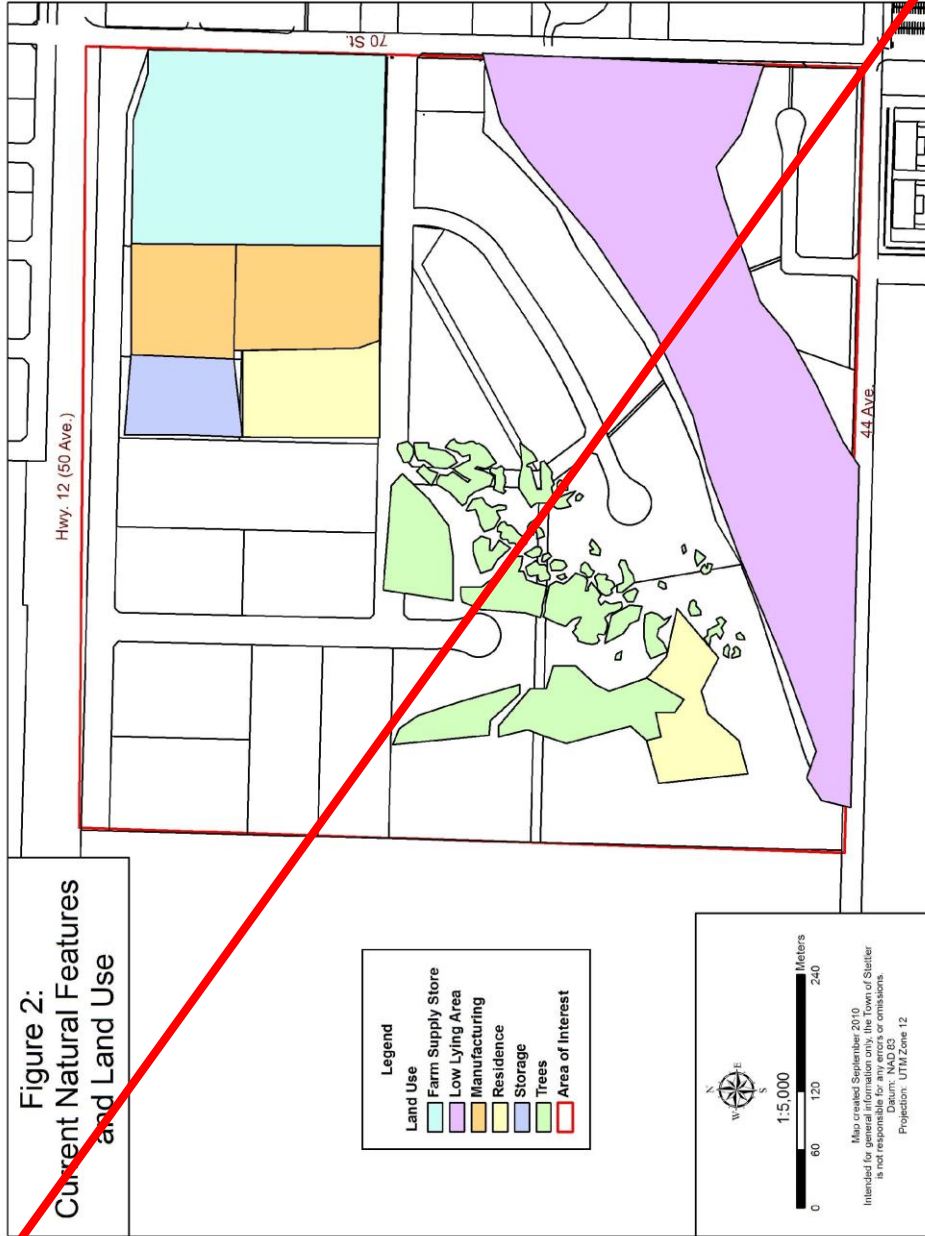 Figure 2:
Current Natural Features
and Land Use
Hwy. 12 (50 Ave.)
70 St.
44 Ave.
Legend
Land Use
Farm Supply Store
Low Lying Area
Manufacturing
Residence
Storage
Trees
Area of Interest
N
W
E
S
1:5,000
0
60
120
240
Meters
Map created September 2010
Intended for general information only, the Town of Stettler
is not responsible for any errors or omissions.
Datum: NAD 83
Projection: UTM Zone 12